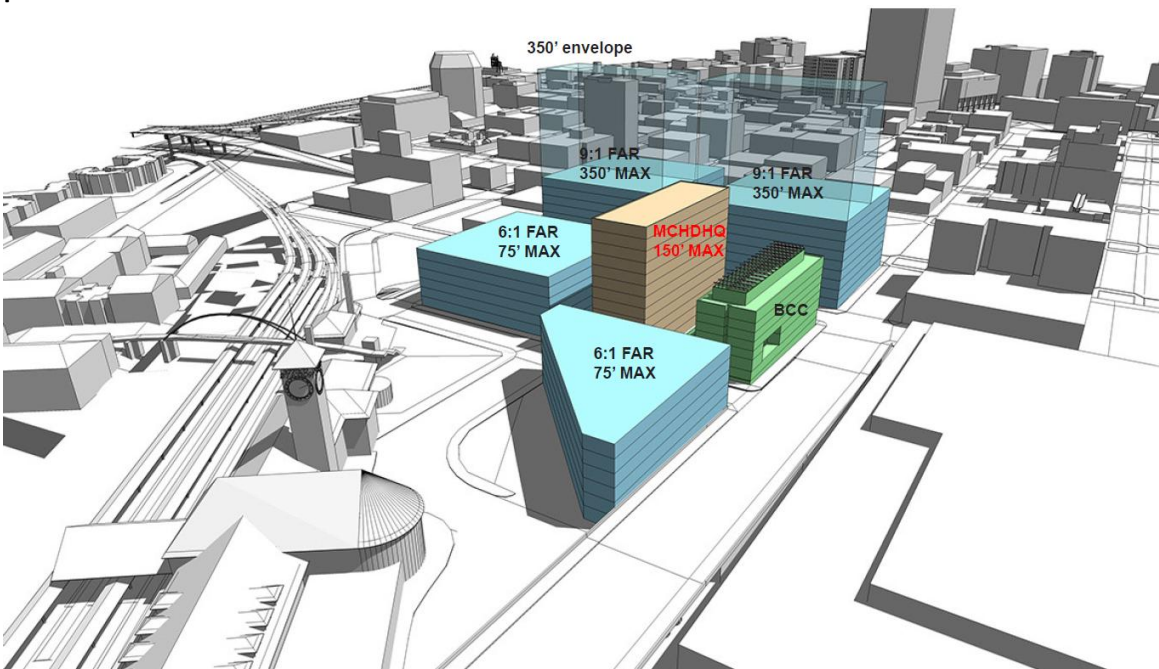 350’ envelope
9:1 FAR
350’ MAX
9:1 FAR
350’ MAX
6:1 FAR
75’ MAX
MCHDHQ
150’ MAX
BCC
6:1 FAR
75’ MAX